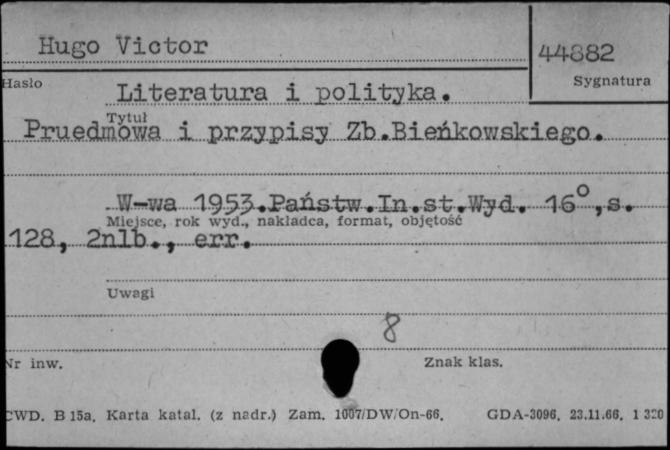 Hugo Victor
44882
Hasło
Sygnatura
Literatura i polityka.
Tytuł
Pruedmowa i przypisy Zb.Bieńkowskiego.
W-wa 1953.Państw.In.st.Wyd. 16°,s.
Miejsce, rok wyd., nakładca, format, objętość
128, 2nlb., err.
Uwagi
8
Nr inw.
Znak klas.
CWD. B 15a. Karta katal. (z nadr.) Zam. 1007/DW/On-66. GDA-3096. 23.11.66. 1 320